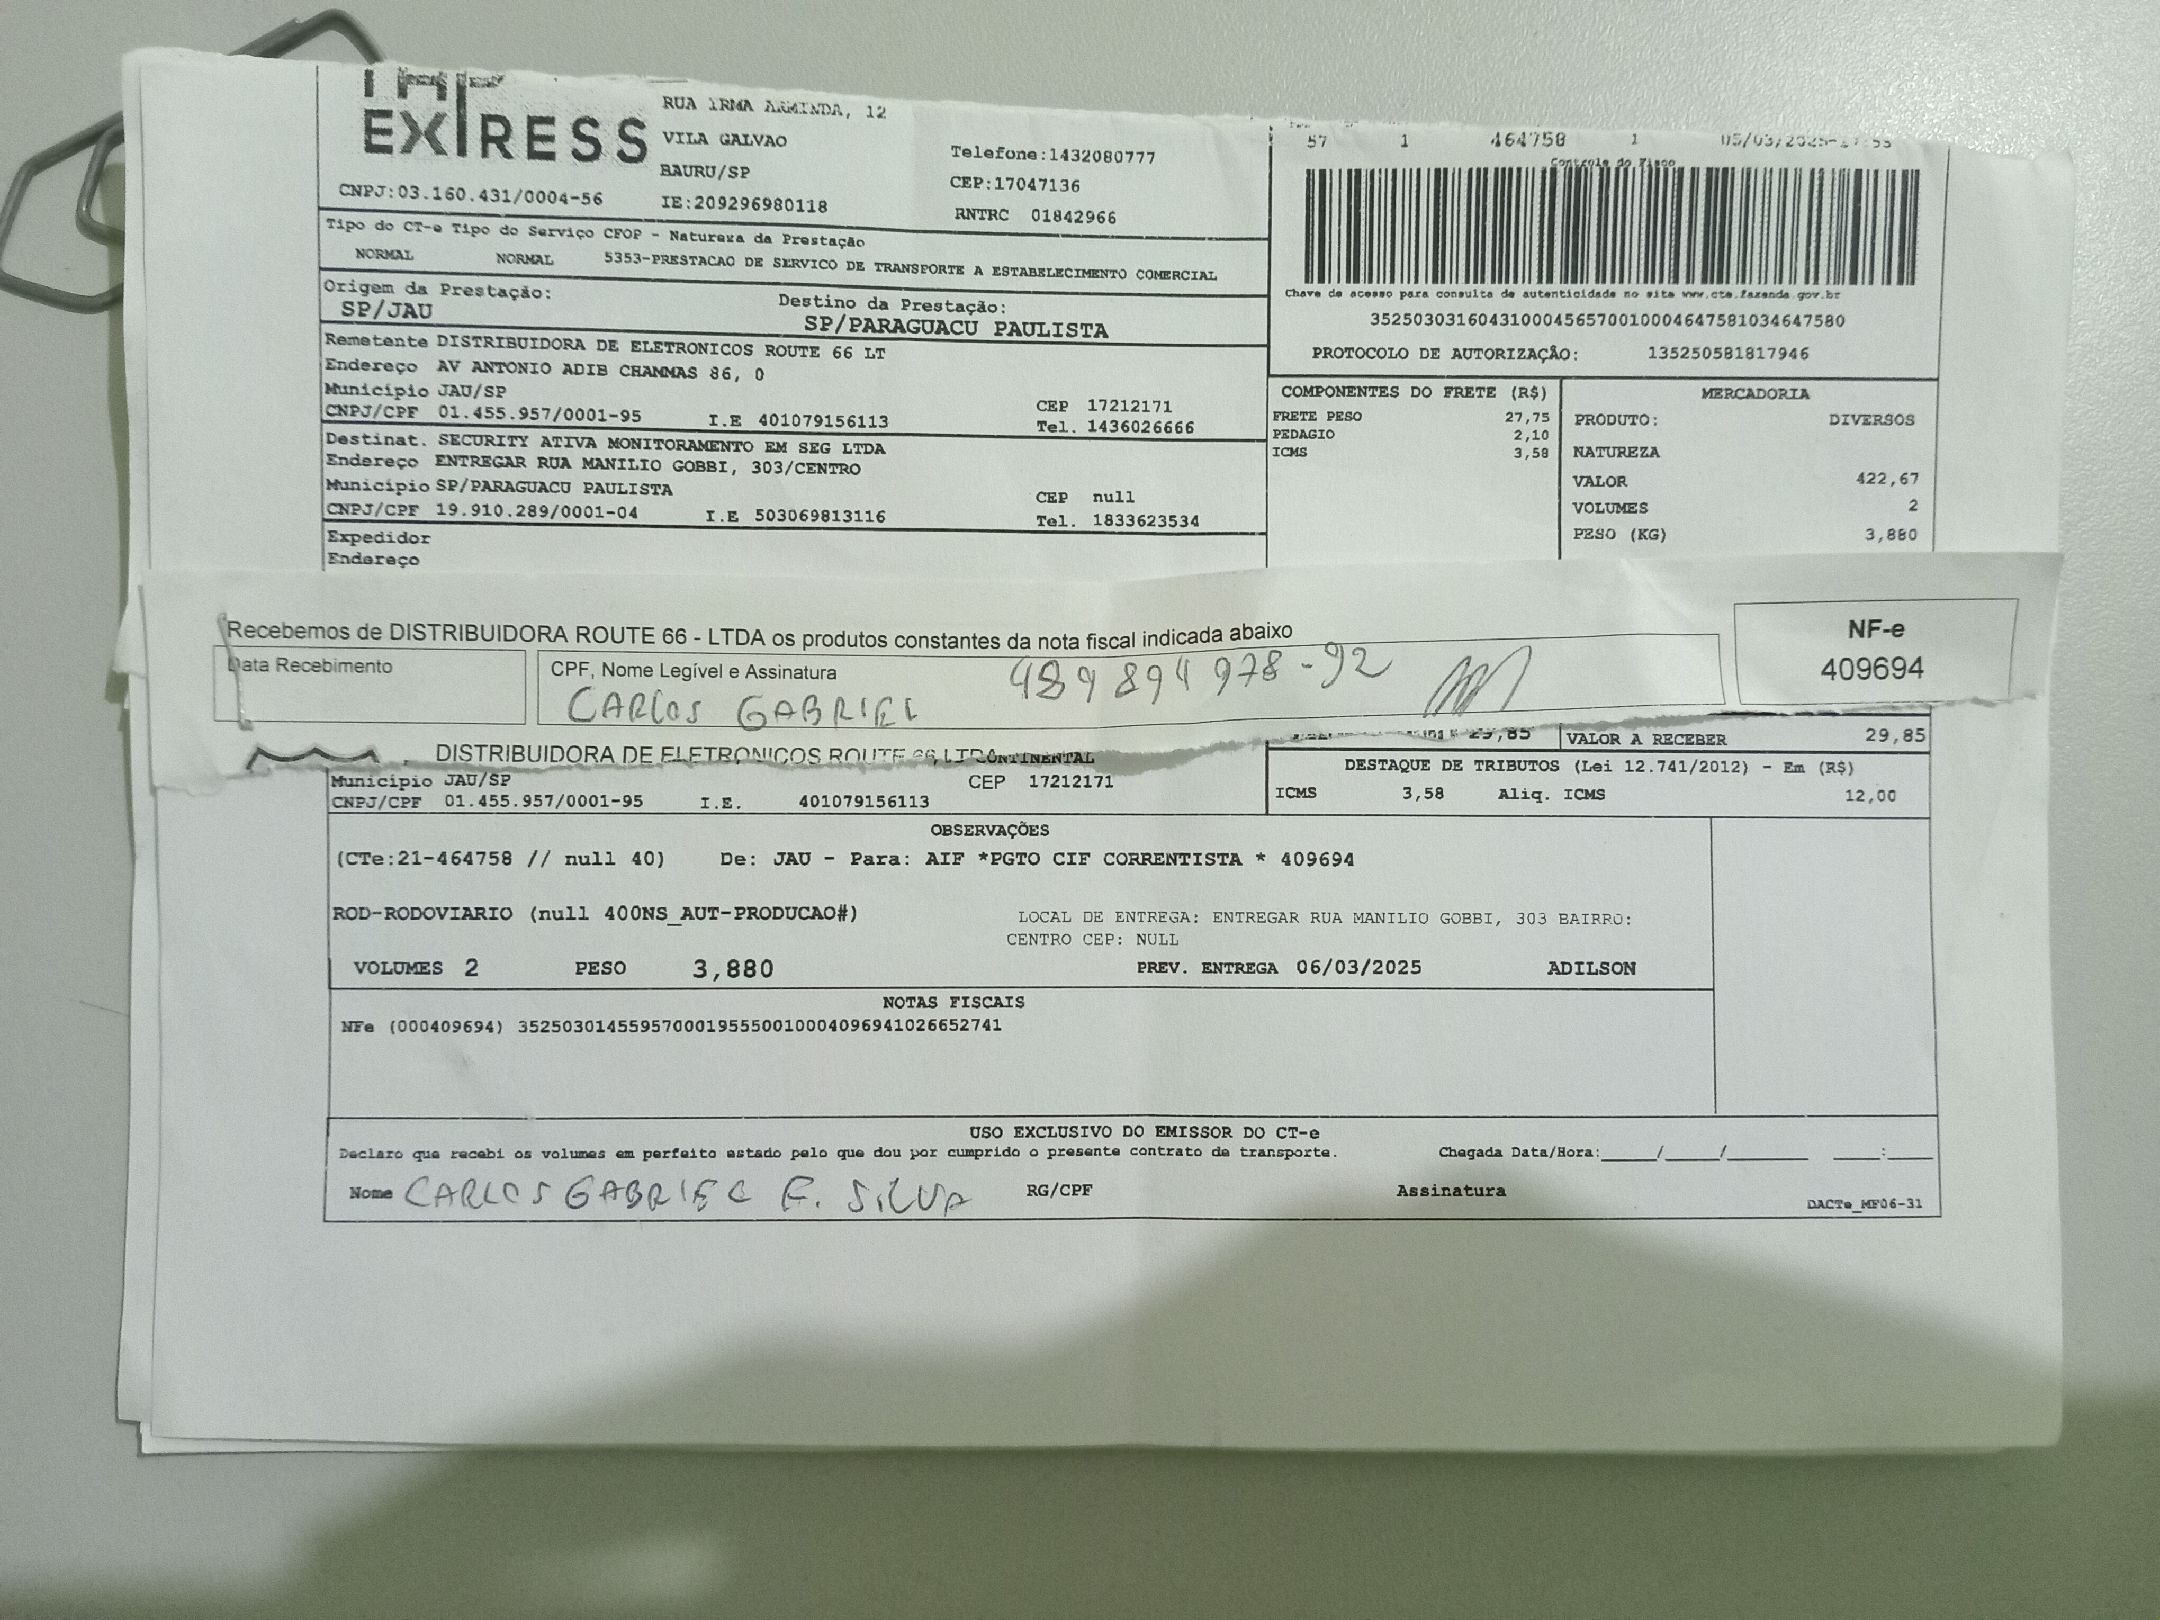 EXPRESS
RUA IRMA ARMINDA, 12
VILA GALVAO
BAURU/SP
CNPJ:03.160.431/0004-56
IE:209296980118
Telefone:1432080777
CEP:17047136
RNTRC 01842966
57 1 464758 1
Controle do Fisco
Tipo do CT-e Tipo do Serviço CFOP - Natureza da Prestação
NORMAL NORMAL 5353-PRESTACAO DE SERVICO DE TRANSPORTE A ESTABELECIMENTO COMERCIAL
Origem da Prestação:
SP/JAU
Destino da Prestação:
SP/PARAGUACU PAULISTA
Chave de acesso para consulta de autenticidade no site www.cte.fazenda.gov.br
35250303160431000456570010004647581034647580
PROTOCOLO DE AUTORIZAÇÃO: 135250581817946
Remetente DISTRIBUIDORA DE ELETRONICOS ROUTE 66 LT
Endereço AV ANTONIO ADIB CHAMMAS 86, 0
Município JAU/SP CEP 17212171
CNPJ/CPF 01.455.957/0001-95 I.E 401079156113 Tel. 1436026666
Destinat. SECURITY ATIVA MONITORAMENTO EM SEG LTDA
Endereço ENTREGAR RUA MANILIO GOBBI, 303/CENTRO
Município SP/PARAGUACU PAULISTA CEP null
CNPJ/CPF 19.910.289/0001-04 I.E 503069813116 Tel. 1833623534
Expedidor
Endereço
COMPONENTES DO FRETE (R$)
FRETE PESO 27,75
PEDAGIO 2,10
ICMS 3,58
MERCADORIA
PRODUTO: DIVERSOS
NATUREZA
VALOR 422,67
VOLUMES 2
PESO (KG) 3,880
Recebemos de DISTRIBUIDORA ROUTE 66 - LTDA os produtos constantes da nota fiscal indicada abaixo
Data Recebimento
CPF, Nome Legível e Assinatura
489894978-92
CARLOS GABRIEL
NF-e
409694
DISTRIBUIDORA DE ELETRONICOS ROUTE 66 LTDA
CONTINENTAL
29,85 VALOR A RECEBER 29,85
Município JAU/SP CEP 17212171
CNPJ/CPF 01.455.957/0001-95 I.E. 401079156113
DESTAQUE DE TRIBUTOS (Lei 12.741/2012) - Em (R$)
ICMS 3,58 Aliq. ICMS 12,00
OBSERVAÇÕES
(CTe:21-464758 // null 40) De: JAU - Para: AIF *PGTO CIF CORRENTISTA * 409694
ROD-RODOVIARIO (null 400NS_AUT-PRODUCAO#)
LOCAL DE ENTREGA: ENTREGAR RUA MANILIO GOBBI, 303 BAIRRO:
CENTRO CEP: NULL
VOLUMES 2 PESO 3,880 PREV. ENTREGA 06/03/2025 ADILSON
NOTAS FISCAIS
NFe (000409694) 35250301455957000195550010004096941026652741
USO EXCLUSIVO DO EMISSOR DO CT-e
Declaro que recebi os volumes em perfeito estado pelo que dou por cumprido o presente contrato de transporte. Chegada Data/Hora:____/____/______ ___:___
Nome CARLOS GABRIEL F. SILVA RG/CPF Assinatura
DACTe_MF06-31